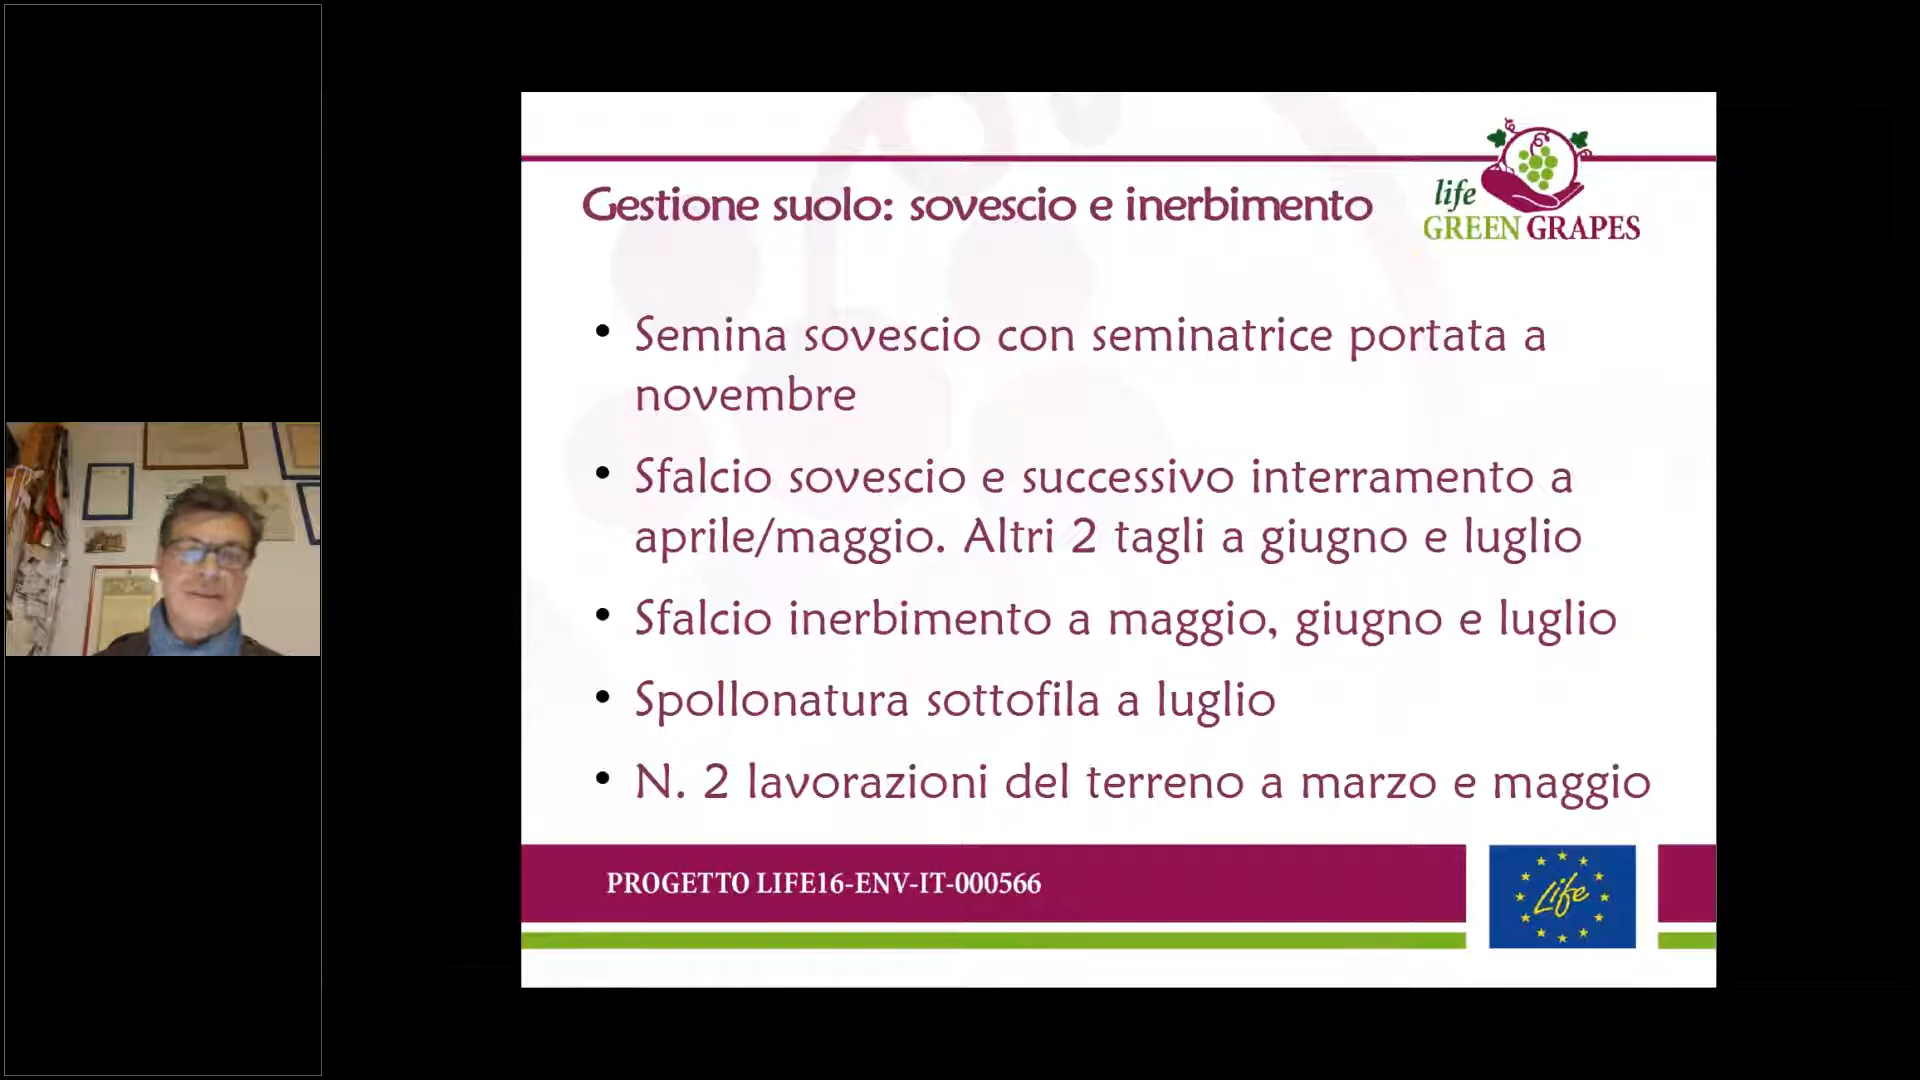 life
GREEN GRAPES
Gestione suolo: sovescio e inerbimento
• Semina sovescio con seminatrice portata a
novembre
• Sfalcio sovescio e successivo interramento a
aprile/maggio. Altri 2 tagli a giugno e luglio
• Sfalcio inerbimento a maggio, giugno e luglio
• Spollonatura sottofila a luglio
• N. 2 lavorazioni del terreno a marzo e maggio
PROGETTO LIFE16-ENV-IT-000566
Life